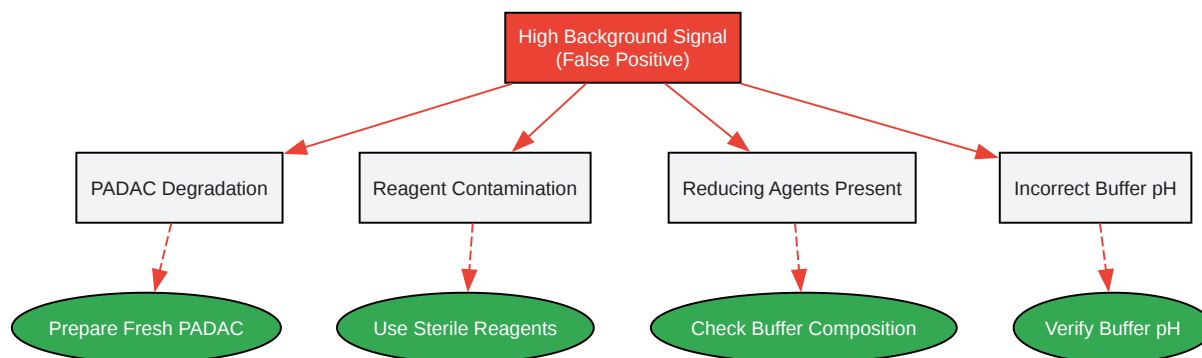 High Background Signal
(False Positive)
PADAC Degradation
Reagent Contamination
Reducing Agents Present
Incorrect Buffer pH
Prepare Fresh PADAC
Use Sterile Reagents
Check Buffer Composition
Verify Buffer pH